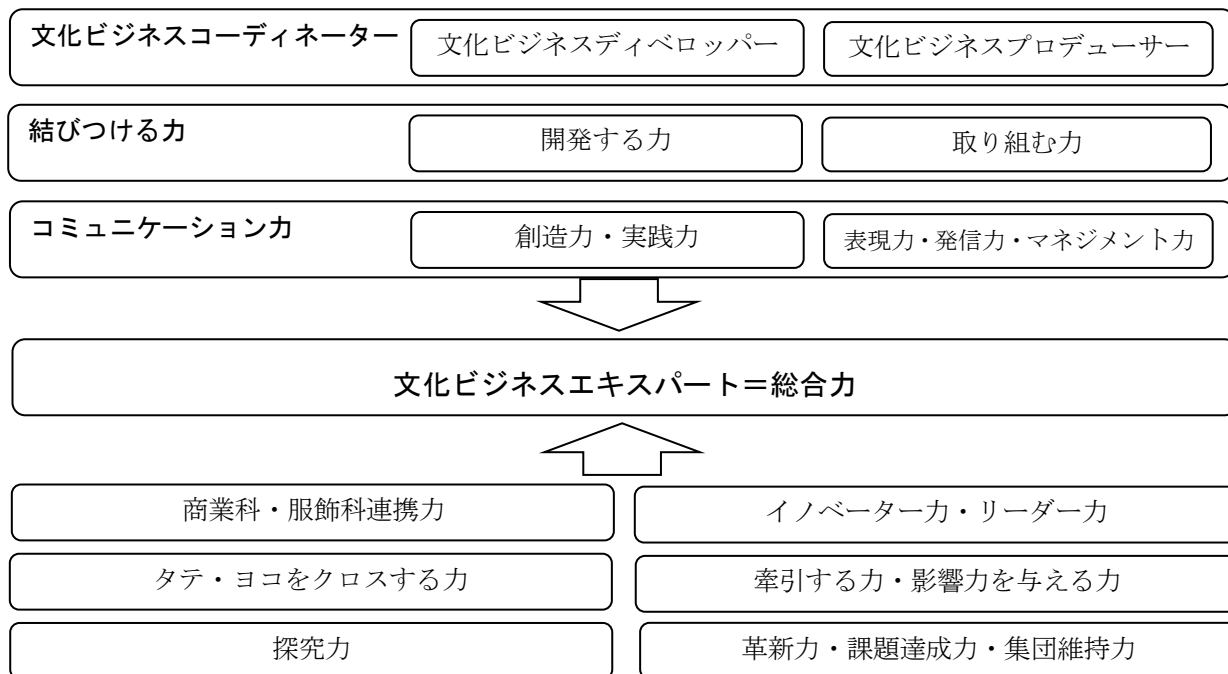 文化ビジネスコーディネーター
文化ビジネスディベロッパー
文化ビジネスプロデューサー
結びつける力
開発する力
取り組む力
コミュニケーション力
創造力・実践力
表現力・発信力・マネジメント力
文化ビジネスエキスパート＝総合力
商業科・服飾科連携力
イノベーター力・リーダー力
タテ・ヨコをクロスする力
牽引する力・影響力を与える力
探究力
革新力・課題達成力・集団維持力